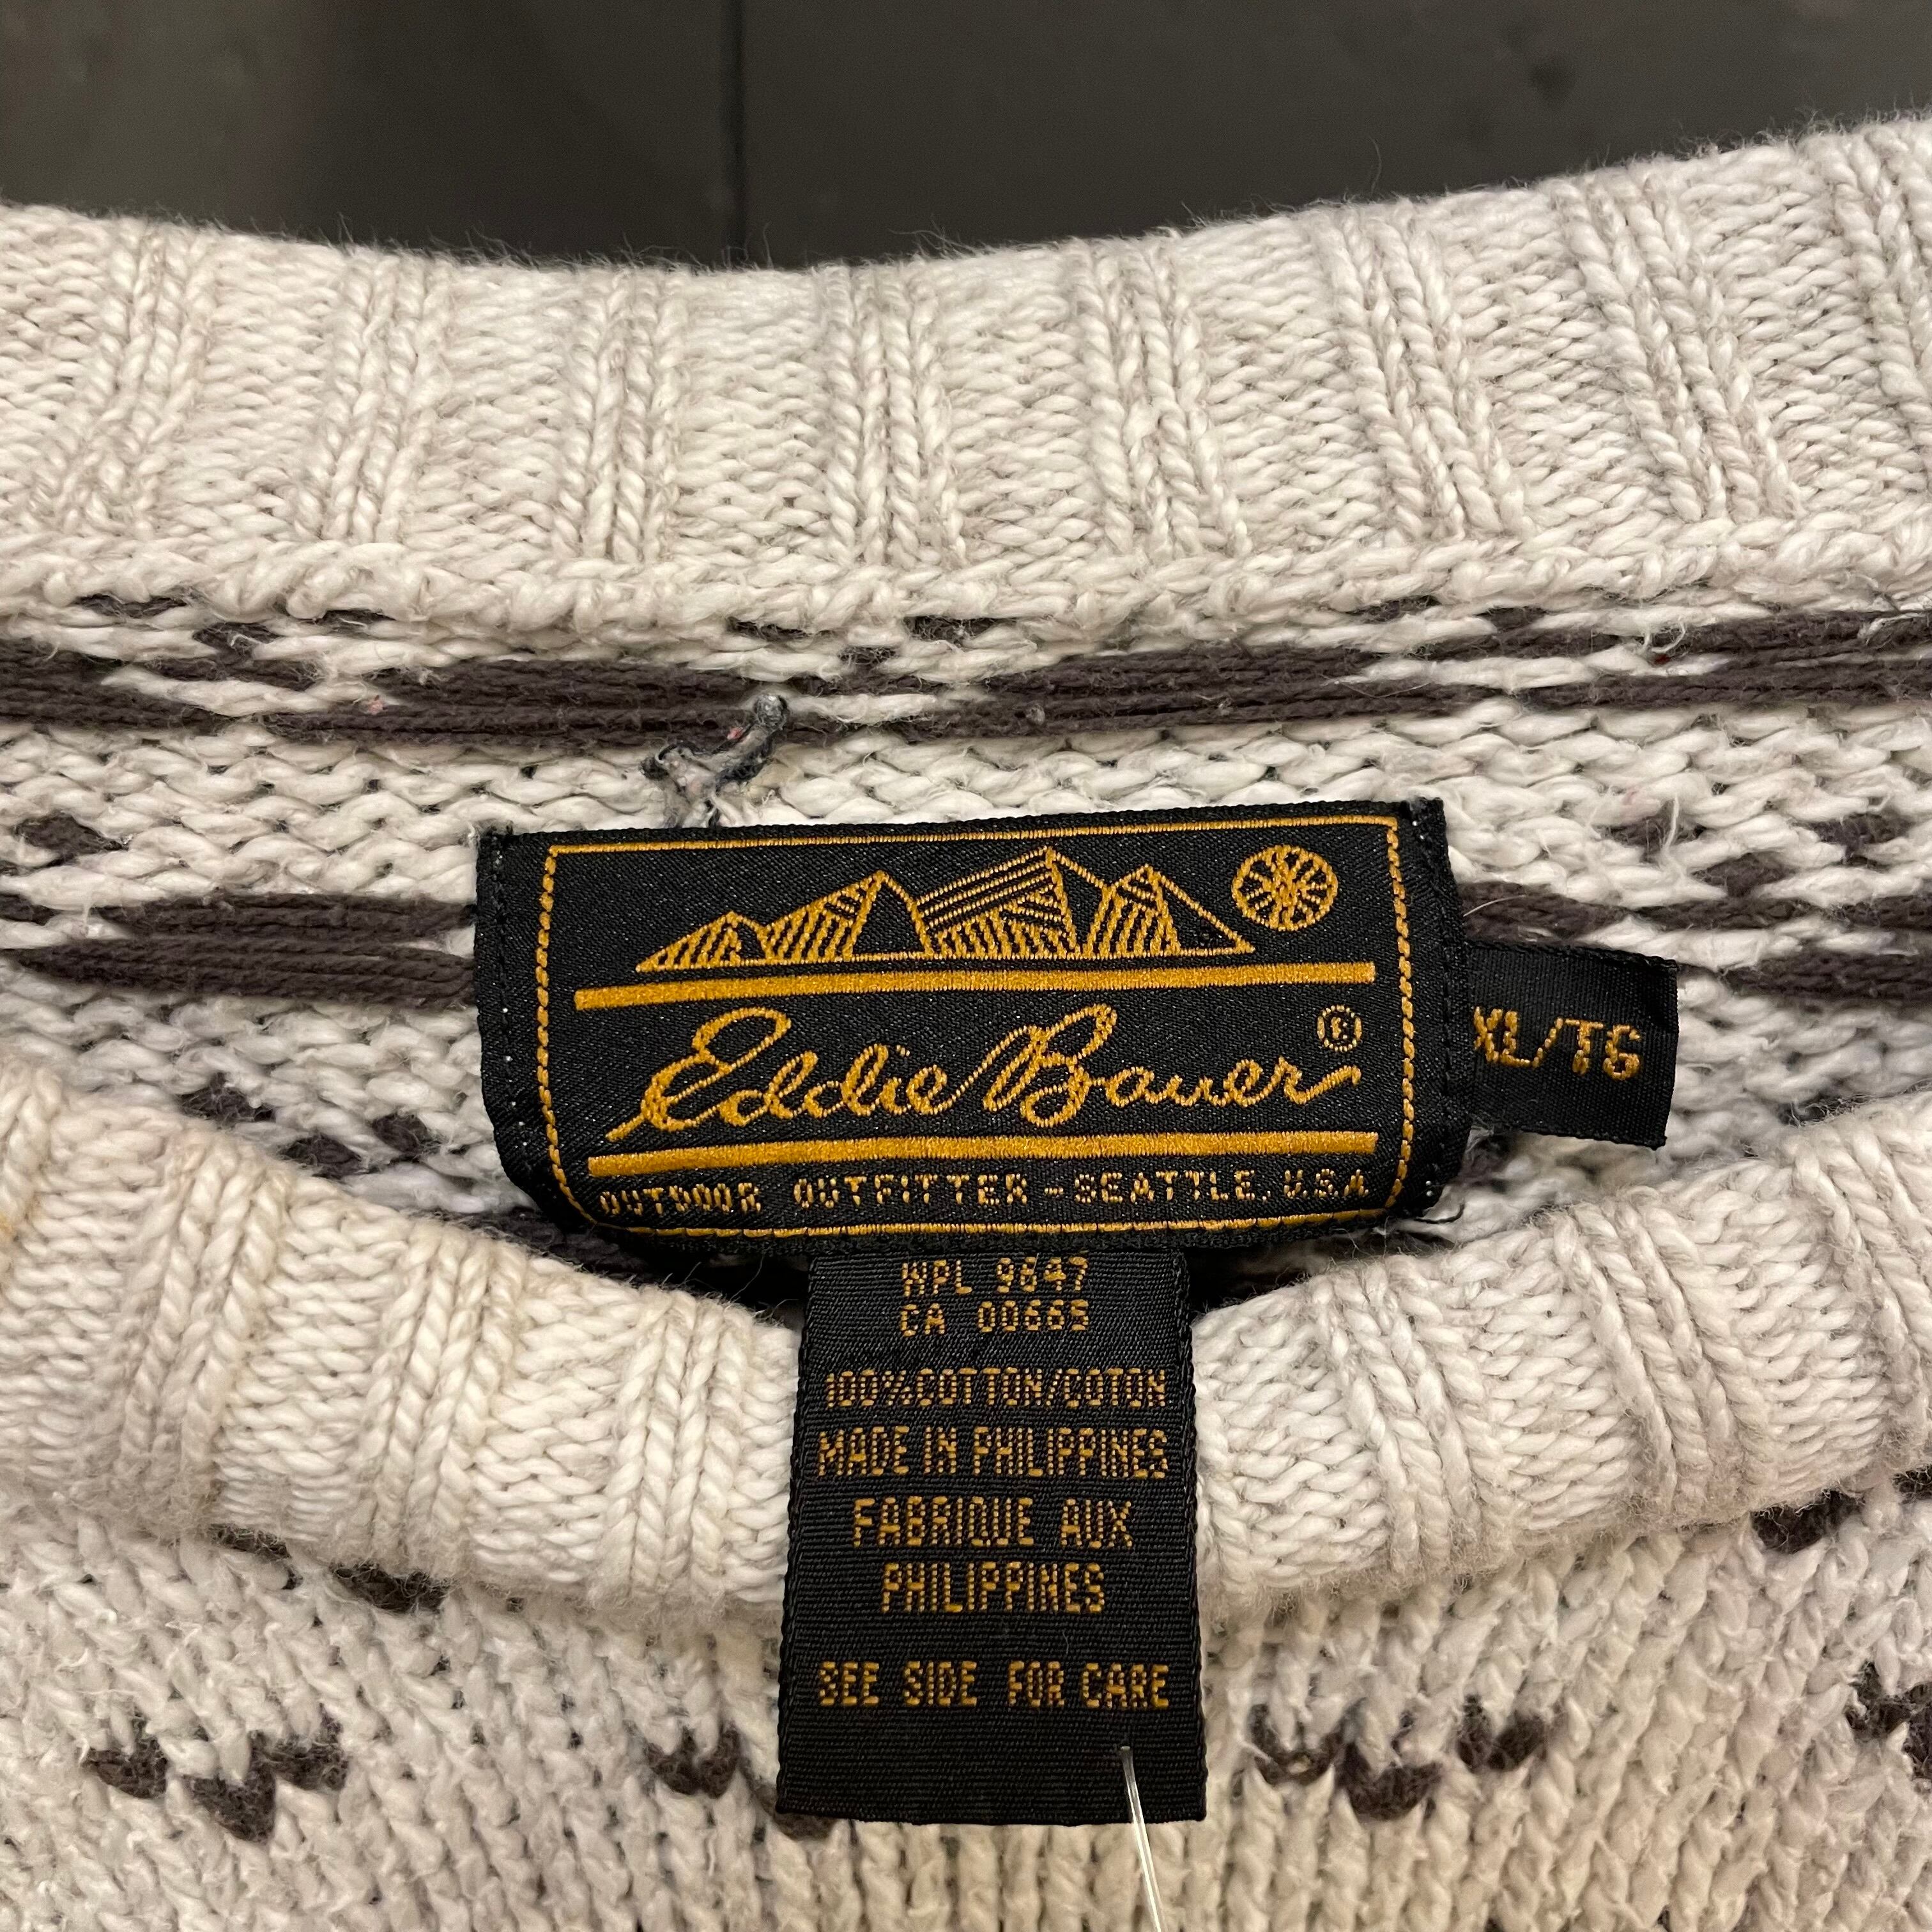 Eddie Bauer®
OUTDOOR OUTFITTER - SEATTLE, U.S.A
XL/TG
WPL 9647
CA 00665
100% COTTON/COTON
MADE IN PHILIPPINES
FABRIQUE AUX
PHILIPPINES
SEE SIDE FOR CARE